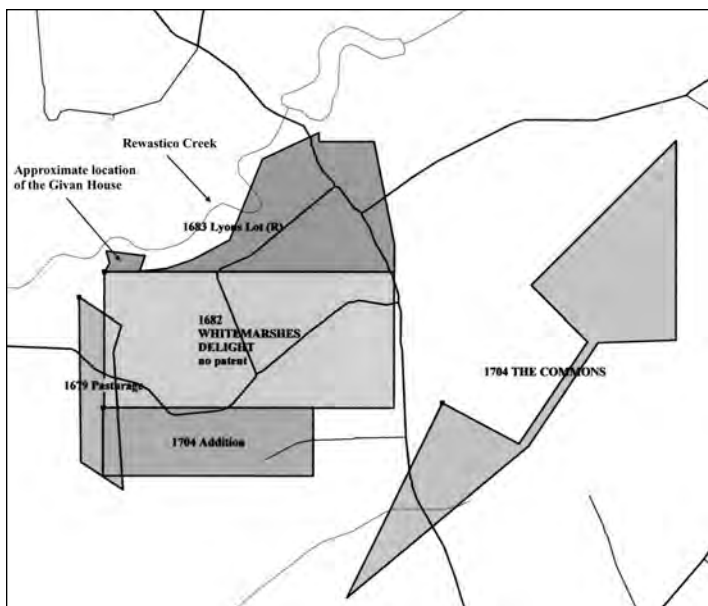 Rewastico Creek
Approximate location
of the Givan House
1683 Lyons Lot (R)
1682
WHITEMARSHES
DELIGHT
no patent
1704 THE COMMONS
1679 Pasturage
1704 Addition